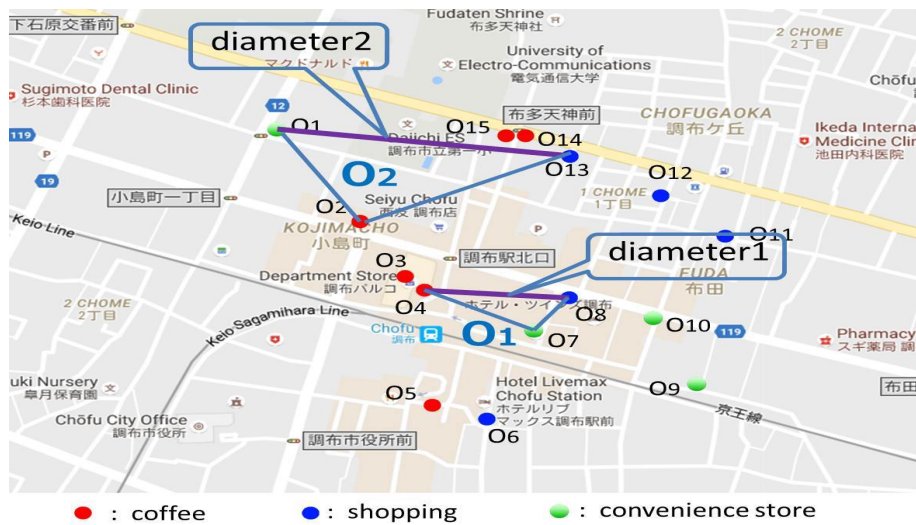 Fudaten Shrine
布多天神社
下石原交番前
diameter2
マクドナルド
University of
Electro-Communications
電気通信大学
2 CHOME
2丁目
Sugimoto Dental Clinic
杉本歯科医院
12
CHOFUGAOKA
調布ケ丘
布多天神前
O1
O15
O14
Daiichi ES
調布市立第一小
O13
119
Ikeda Intern
Medicine Clin
池田内科医院
P
O2
O12
19
小島町一丁目
1 CHOME
1丁目
Seiyu Chofu
西友 調布店
O2
P
KOJIMACHO
小島町
Keio Line
O11
diameter1
調布駅北口
O3
Department Store
調布パルコ
FUDA
布田
O4
ホテル・ツインズ調布
O8
2 CHOME
2丁目
Keio Sagamihara Line
Chofu
調布
O1
O7
O10
119
Pharmacy
スギ薬局 調
uki Nursery
皐月保育園
O5
Hotel Livemax
Chofu Station
ホテルリブ
マックス調布駅前
O9
京王線
布田
Chōfu City Office
調布市役所
調布市役所前
O6
P
: coffee
: shopping
: convenience store